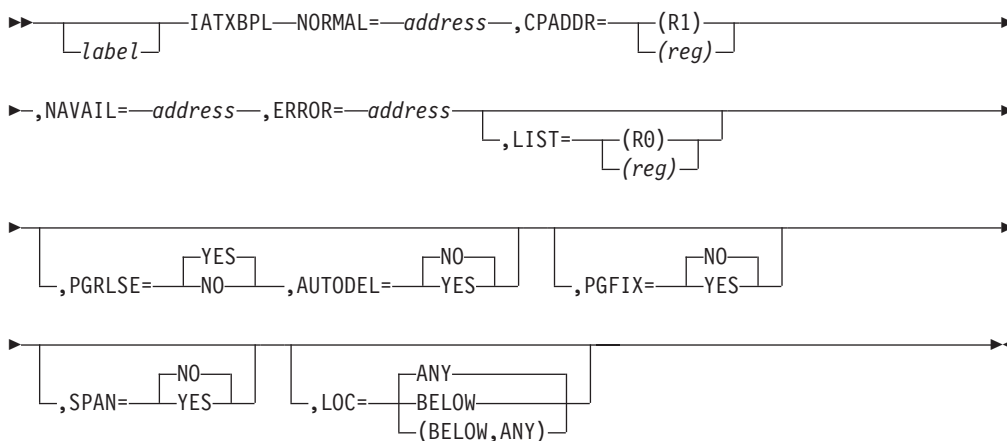 IATXBPL NORMAL= address ,CPADDR= (R1)
label (reg)
,NAVAIL= address ,ERROR= address
,LIST= (R0)
(reg)
YES NO NO
,PGRLSE= NO ,AUTODEL= YES ,PGFIX= YES
NO ANY
,SPAN= YES ,LOC= BELOW
(BELOW,ANY)